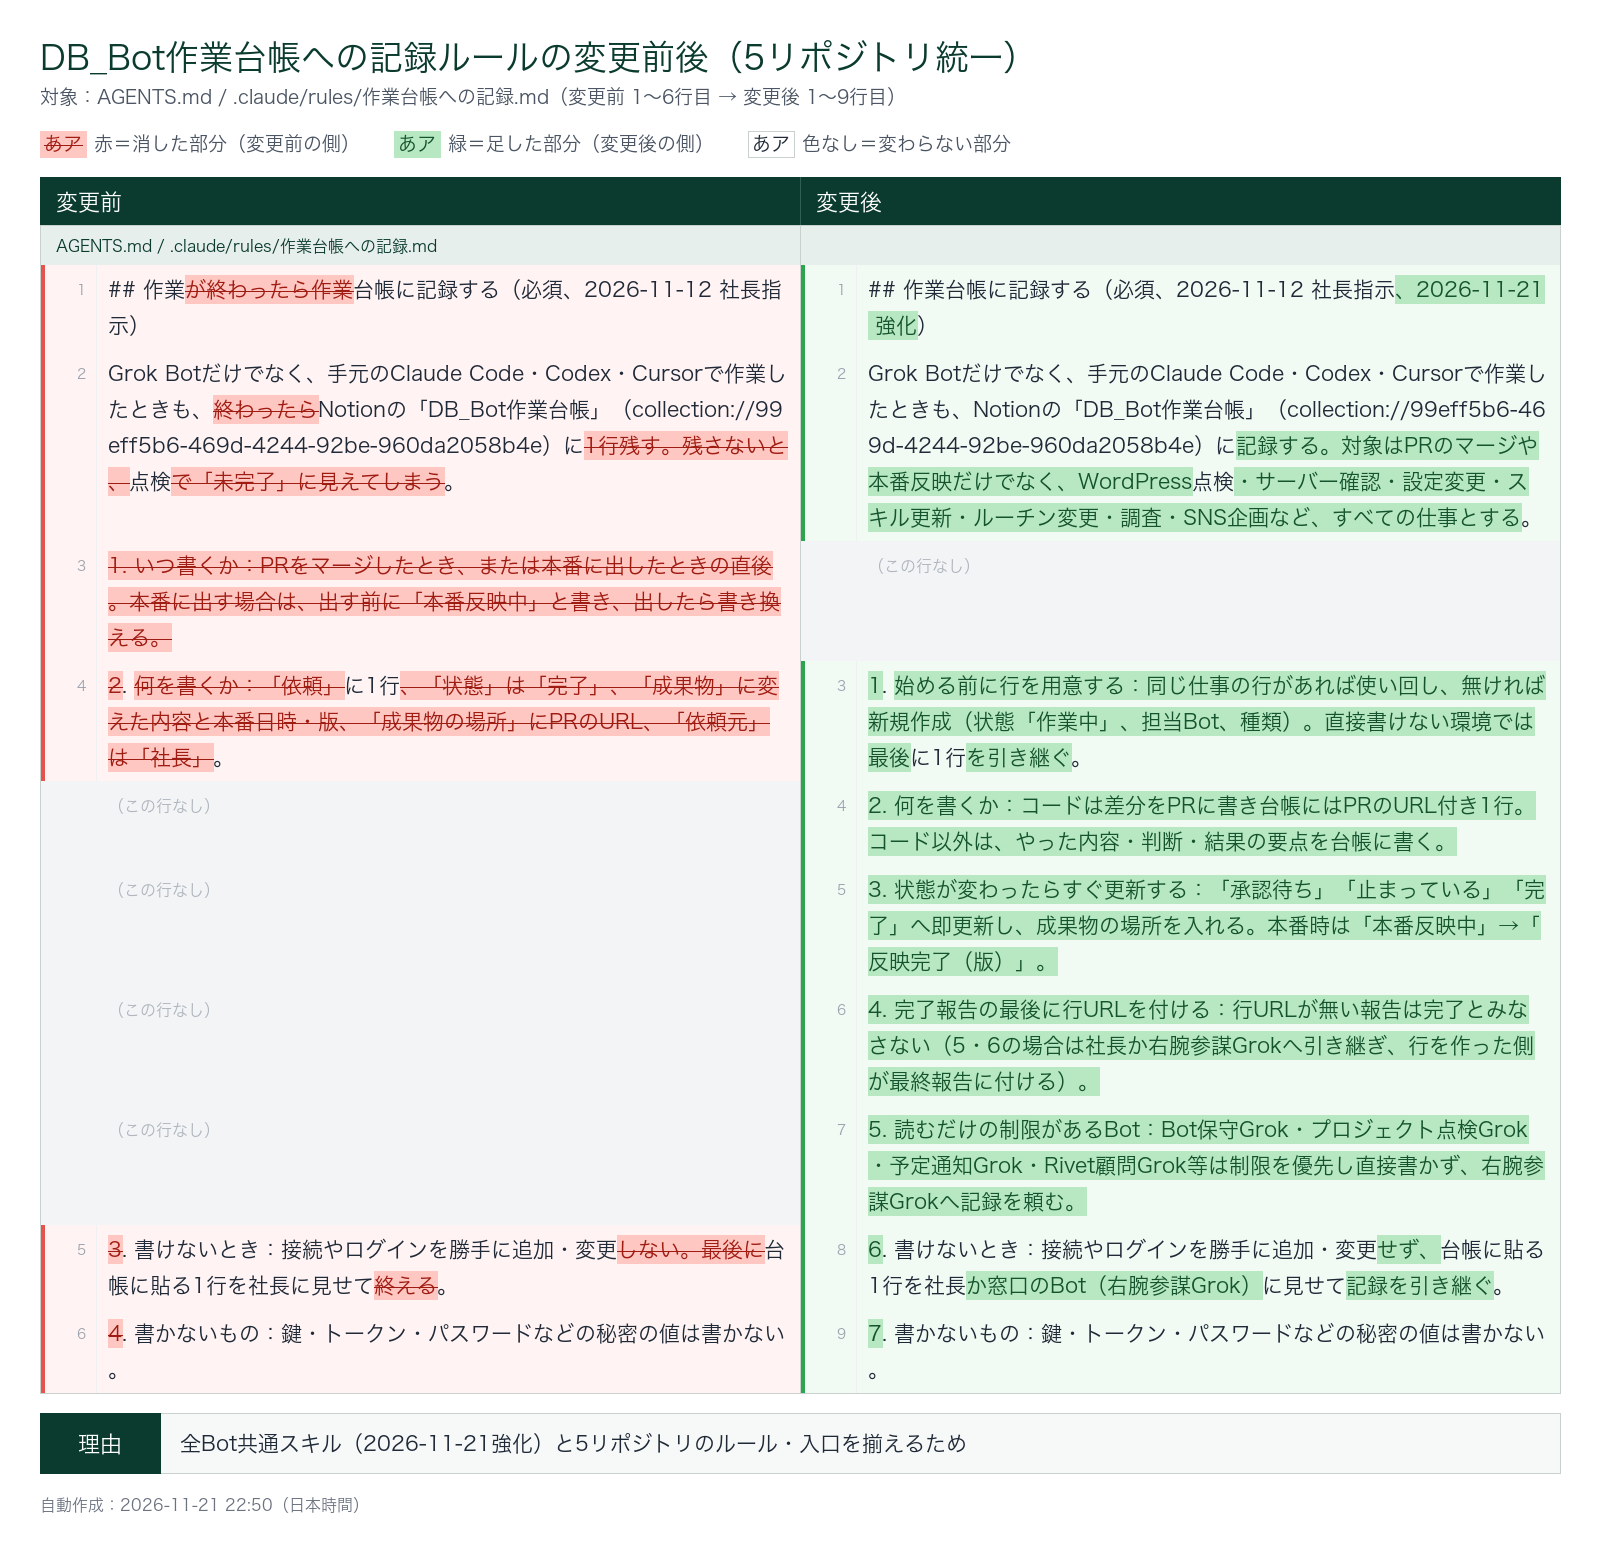 DB_Bot作業台帳への記録ルールの変更前後（5リポジトリ統一）
対象：AGENTS.md / .claude/rules/作業台帳への記録.md（変更前 1〜6行目 → 変更後 1〜9行目）
あア 赤＝消した部分（変更前の側） あア 緑＝足した部分（変更後の側） あア 色なし＝変わらない部分
変更前
AGENTS.md / .claude/rules/作業台帳への記録.md
1 ## 作業が終わったら作業台帳に記録する（必須、2026-11-12 社長指
示）
2 Grok Botだけでなく、手元のClaude Code・Codex・Cursorで作業し
たときも、終わったらNotionの「DB_Bot作業台帳」（collection://99
eff5b6-469d-4244-92be-960da2058b4e）に1行残す。残さないと
、点検で「未完了」に見えてしまう。
3 1. いつ書くか：PRをマージしたとき、または本番に出したときの直後
。本番に出す場合は、出す前に「本番反映中」と書き、出したら書き換
える。
4 2. 何を書くか：「依頼」に1行、「状態」は「完了」、「成果物」に変
えた内容と本番日時・版、「成果物の場所」にPRのURL、「依頼元」
は「社長」。
（この行なし）
（この行なし）
（この行なし）
（この行なし）
5 3. 書けないとき：接続やログインを勝手に追加・変更しない。最後に台
帳に貼る1行を社長に見せて終える。
6 4. 書かないもの：鍵・トークン・パスワードなどの秘密の値は書かない
。
変更後
1 ## 作業台帳に記録する（必須、2026-11-12 社長指示、2026-11-21
強化）
2 Grok Botだけでなく、手元のClaude Code・Codex・Cursorで作業し
たときも、Notionの「DB_Bot作業台帳」（collection://99eff5b6-46
9d-4244-92be-960da2058b4e）に記録する。対象はPRのマージや
本番反映だけでなく、WordPress点検・サーバー確認・設定変更・ス
キル更新・ルーチン変更・調査・SNS企画など、すべての仕事とする。
（この行なし）
3 1. 始める前に行を用意する：同じ仕事の行があれば使い回し、無ければ
新規作成（状態「作業中」、担当Bot、種類）。直接書けない環境では
最後に1行を引き継ぐ。
4 2. 何を書くか：コードは差分をPRに書き台帳にはPRのURL付き1行。
コード以外は、やった内容・判断・結果の要点を台帳に書く。
5 3. 状態が変わったらすぐ更新する：「承認待ち」「止まっている」「完
了」へ即更新し、成果物の場所を入れる。本番時は「本番反映中」→「
反映完了（版）」。
6 4. 完了報告の最後に行URLを付ける：行URLが無い報告は完了とみな
さない（5・6の場合は社長か右腕参謀Grokへ引き継ぎ、行を作った側
が最終報告に付ける）。
7 5. 読むだけの制限があるBot：Bot保守Grok・プロジェクト点検Grok
・予定通知Grok・Rivet顧問Grok等は制限を優先し直接書かず、右腕参
謀Grokへ記録を頼む。
8 6. 書けないとき：接続やログインを勝手に追加・変更せず、台帳に貼る
1行を社長か窓口のBot（右腕参謀Grok）に見せて記録を引き継ぐ。
9 7. 書かないもの：鍵・トークン・パスワードなどの秘密の値は書かない
。
理由 全Bot共通スキル（2026-11-21強化）と5リポジトリのルール・入口を揃えるため
自動作成：2026-11-21 22:50（日本時間）